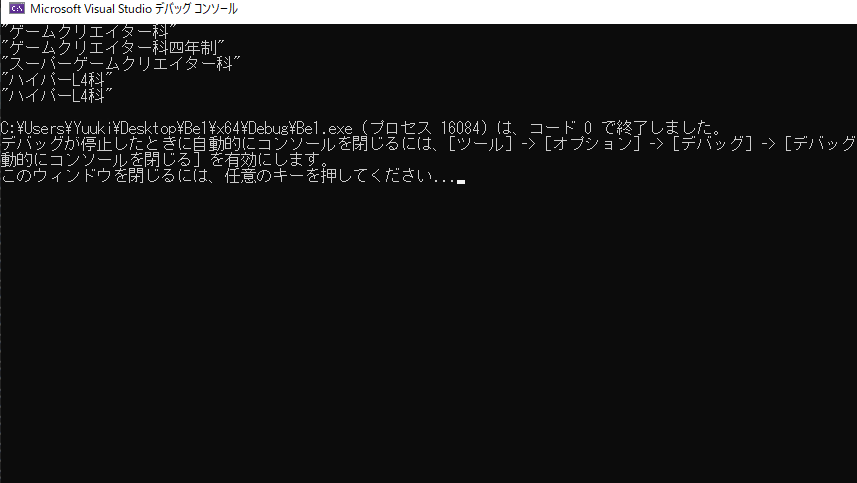 Microsoft Visual Studio デバッグ コンソール
"ゲームクリエイター科"
"ゲームクリエイター科四年制"
"スーパーゲームクリエイター科"
"ハイパーL4科"
"ハイパーL4科"
C:¥Users¥Yuuki¥Desktop¥Be1¥x64¥Debug¥Be1.exe (プロセス 16084) は、コード 0 で終了しました。
デバッグが停止したときに自動的にコンソールを閉じるには、[ツール] -> [オプション] -> [デバッグ] -> [デバッグ
動的にコンソールを閉じる] を有効にします。
このウィンドウを閉じるには、任意のキーを押してください...